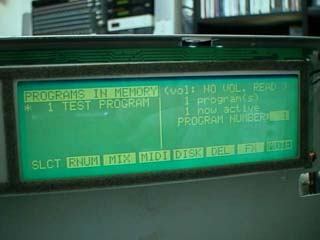 PROGRAMS IN MEMORY (vol: NO VOL. READ )
* 1 TEST PROGRAM 1 program(s)
1 now active
PROGRAM NUMBER: 1
SLCT RNUM MIX MIDI DISK DEL FX